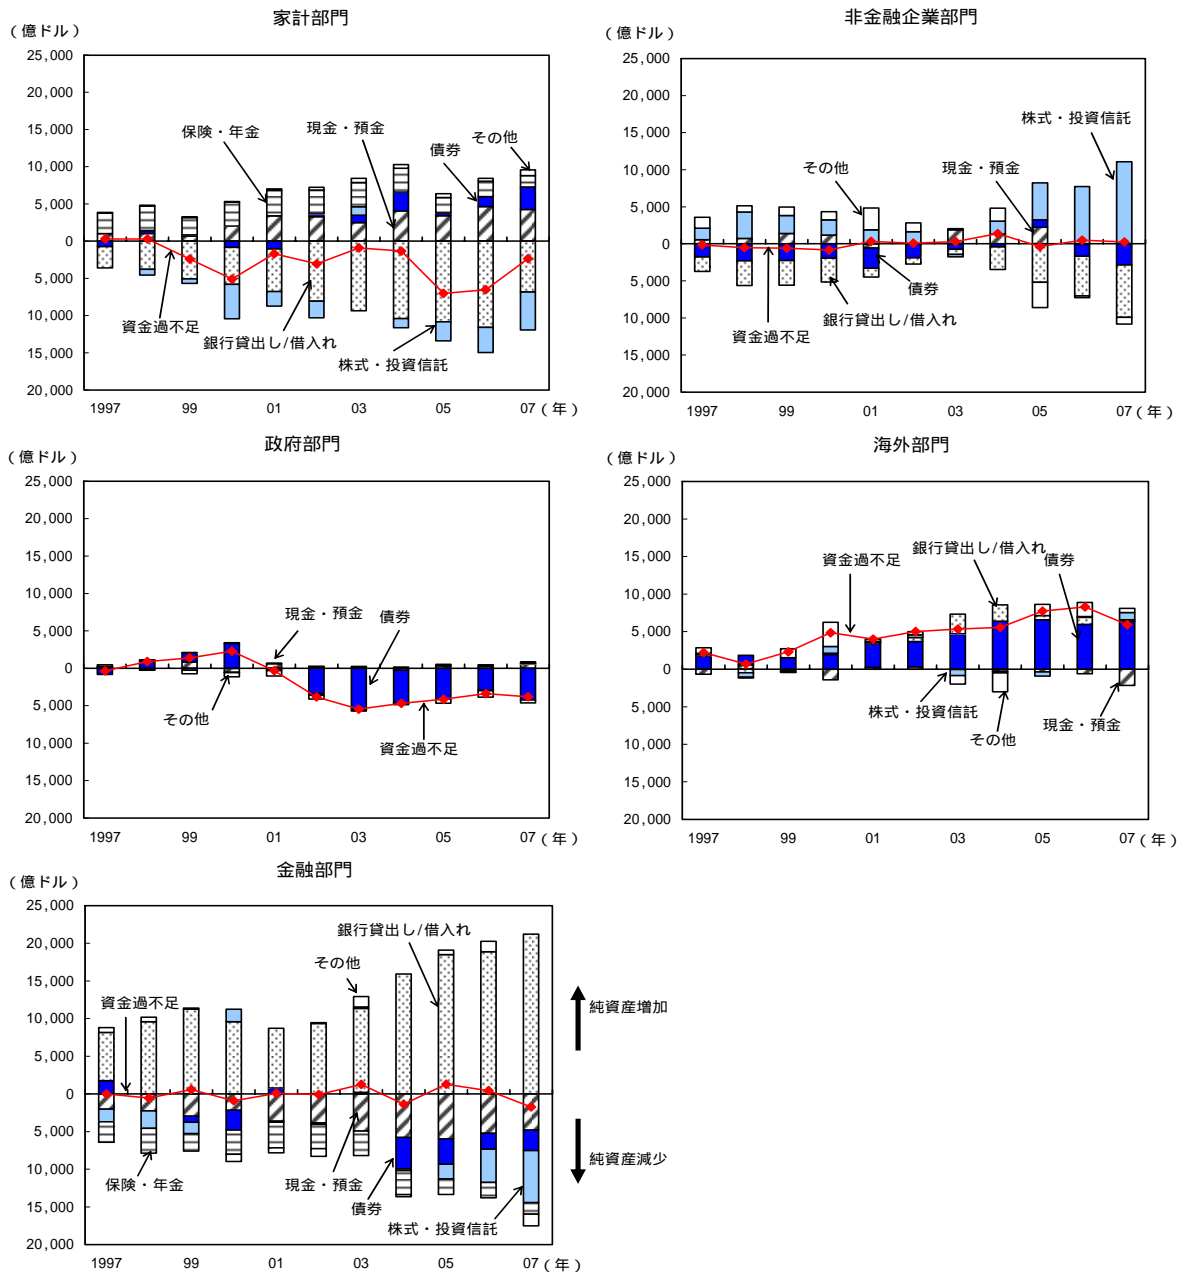 家計部門
(億ドル)
25,000
20,000
15,000
10,000
5,000
0
5,000
10,000
15,000
20,000
保険・年金
現金・預金
債券
その他
資金過不足
銀行貸出し/借入れ
株式・投資信託
1997 99 01 03 05 07(年)
非金融企業部門
(億ドル)
25,000
20,000
15,000
10,000
5,000
0
5,000
10,000
15,000
20,000
株式・投資信託
その他
現金・預金
債券
資金過不足
銀行貸出し/借入れ
1997 99 01 03 05 07(年)
政府部門
(億ドル)
25,000
20,000
15,000
10,000
5,000
0
5,000
10,000
15,000
20,000
現金・預金
債券
その他
資金過不足
1997 99 01 03 05 07(年)
海外部門
(億ドル)
25,000
20,000
15,000
10,000
5,000
0
5,000
10,000
15,000
20,000
資金過不足
銀行貸出し/借入れ
債券
株式・投資信託
その他
現金・預金
1997 99 01 03 05 07(年)
金融部門
(億ドル)
25,000
20,000
15,000
10,000
5,000
0
5,000
10,000
15,000
20,000
銀行貸出し/借入れ
その他
資金過不足
保険・年金
現金・預金
債券
株式・投資信託
1997 99 01 03 05 07(年)
純資産増加
純資産減少